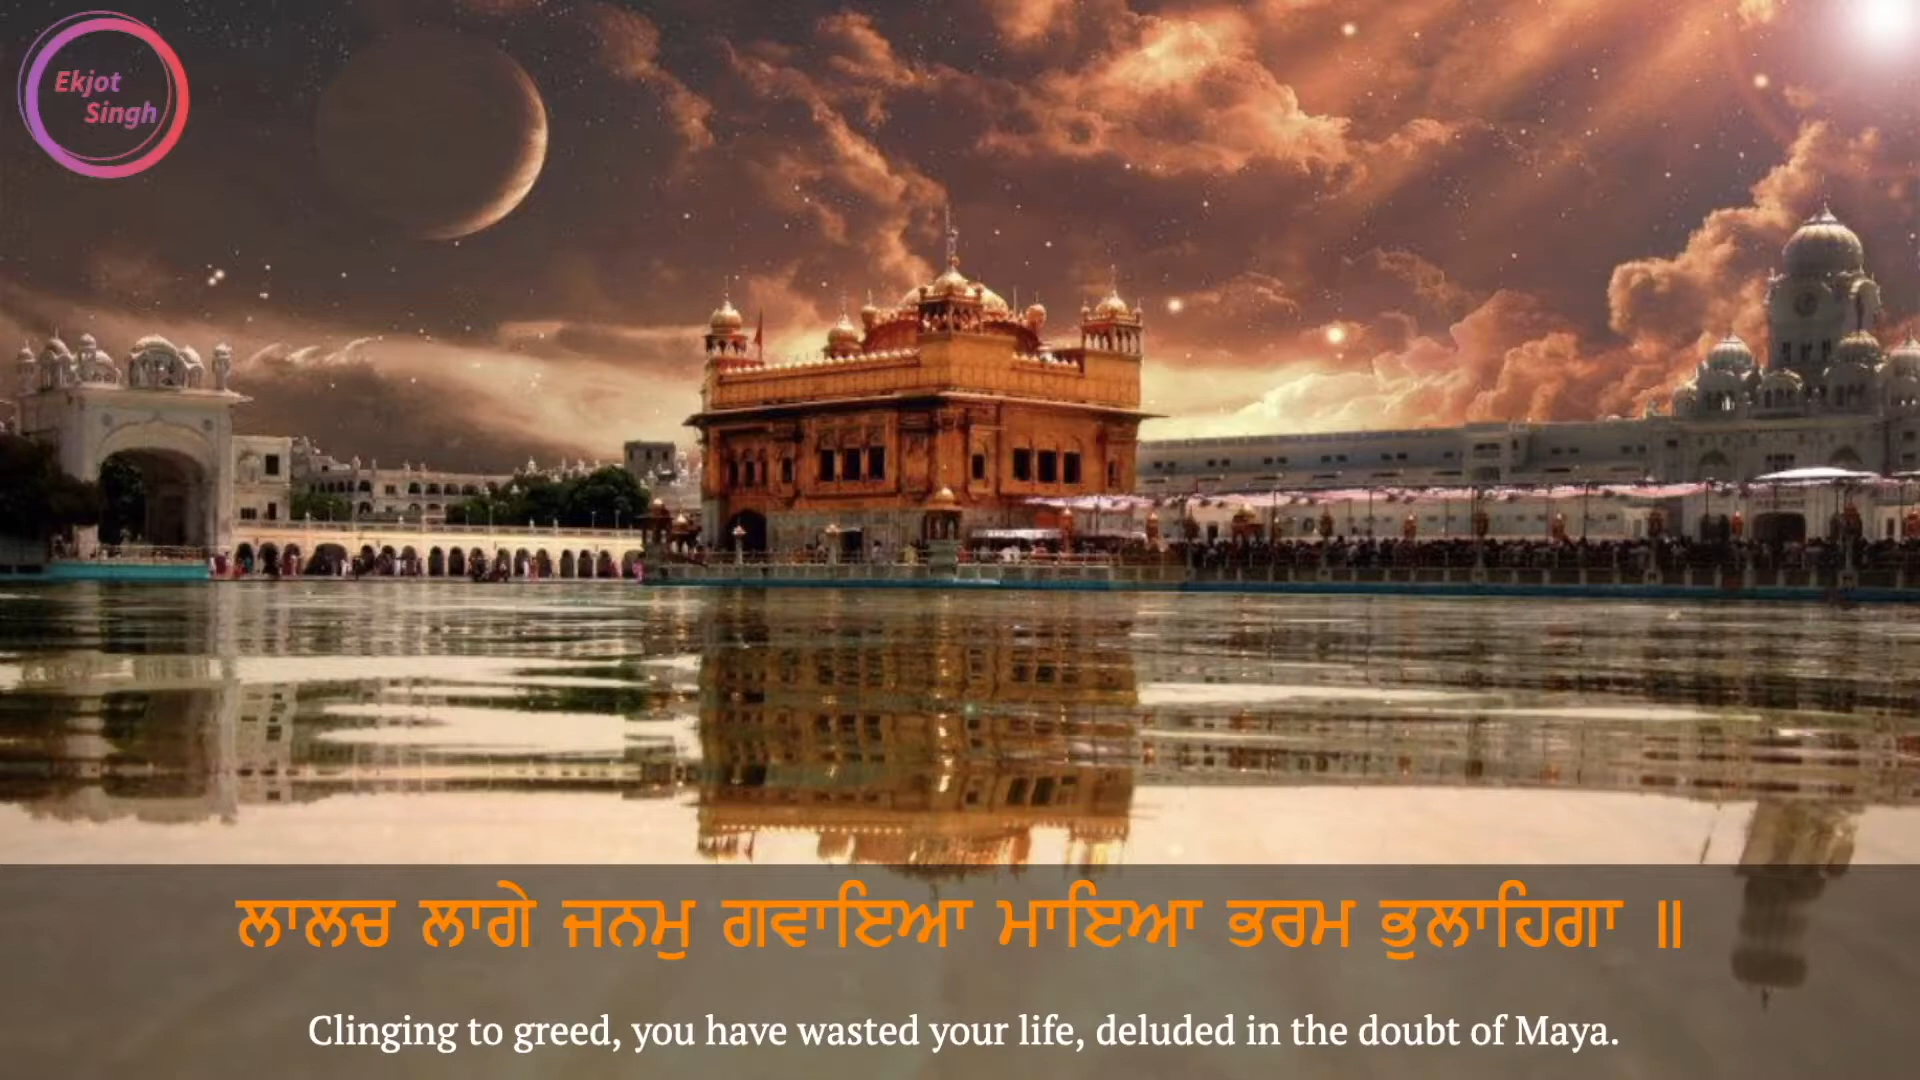 Ekjot
Singh
ਲਾਲਚ ਲਾਗੇ ਜਨਮੁ ਗਵਾਇਆ ਮਾਇਆ ਭਰਮ ਭੁਲਾਹਿਗਾ ॥
Clinging to greed, you have wasted your life, deluded in the doubt of Maya.